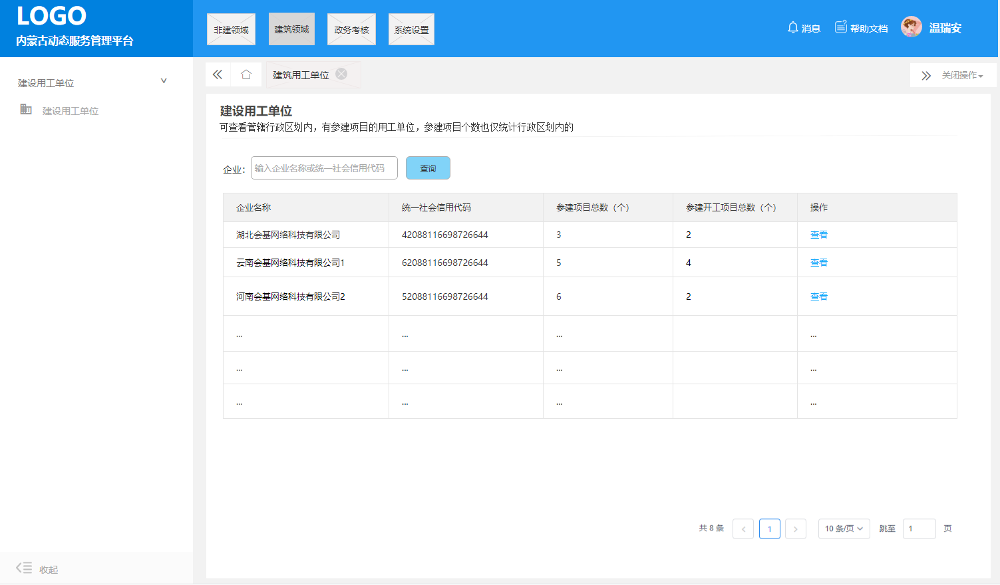 LOGO
内蒙古动态服务管理平台
非建领域
建筑领域
政务考核
系统设置
消息
帮助文档
温瑞安
建设用工单位
建设用工单位
建筑用工单位
关闭操作
建设用工单位
可查看管辖行政区划内，有参建项目的用工单位，参建项目个数也仅统计行政区划内的
企业：
输入企业名称或统一社会信用代码
查询
企业名称 统一社会信用代码 参建项目总数（个） 参建开工项目总数（个） 操作
湖北会基网络科技有限公司 42088116698726644 3 2 查看
云南会基网络科技有限公司1 62088116698726644 5 4 查看
河南会基网络科技有限公司2 52088116698726644 6 2 查看
... ... ... ...
... ... ... ...
... ... ... ...
共 8 条 < 1 > 10 条/页 跳至 1 页
收起